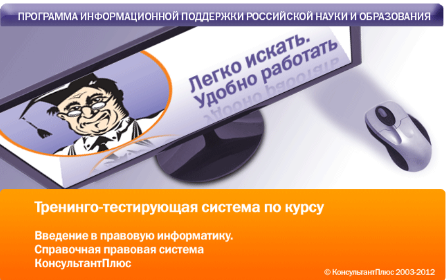 ПРОГРАММА ИНФОРМАЦИОННОЙ ПОДДЕРЖКИ РОССИЙСКОЙ НАУКИ И ОБРАЗОВАНИЯ
Легко искать.
Удобно работать
Тренинго-тестирующая система по курсу
Введение в правовую информатику.
Справочная правовая система
КонсультантПлюс
© КонсультантПлюс 2003-2012